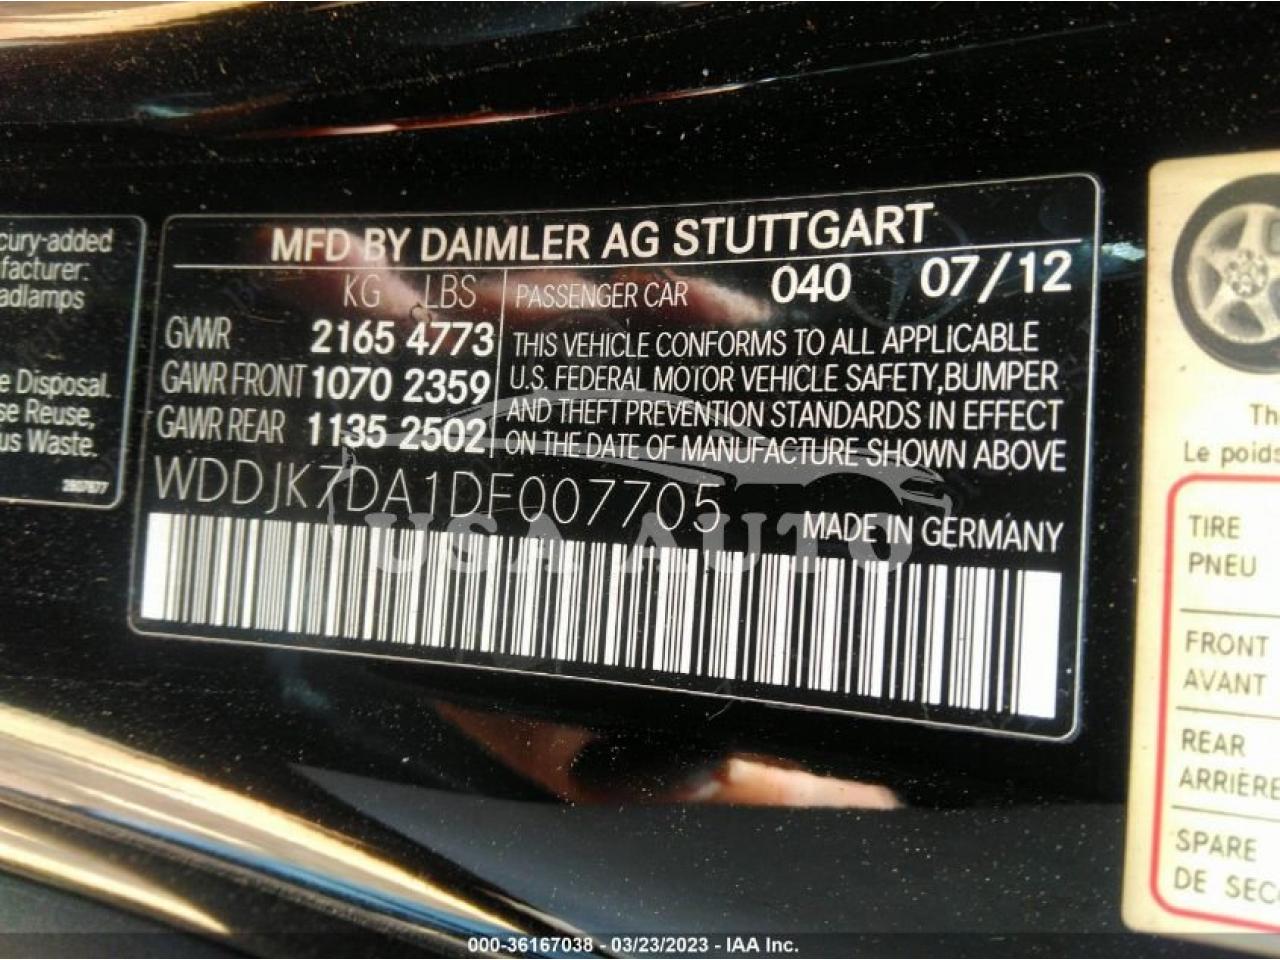 cury-added
facturer:
adlamps
e Disposal.
se Reuse,
us Waste.
MFD BY DAIMLER AG STUTTGART
KG LBS
GVWR 2165 4773
GAWR FRONT 1070 2359
GAWR REAR 1135 2502
PASSENGER CAR 040 07/12
THIS VEHICLE CONFORMS TO ALL APPLICABLE
U.S. FEDERAL MOTOR VEHICLE SAFETY,BUMPER
AND THEFT PREVENTION STANDARDS IN EFFECT
ON THE DATE OF MANUFACTURE SHOWN ABOVE
WDDJK7DA1DF007705
MADE IN GERMANY
USA AUTO
Th
Le poids
TIRE
PNEU
FRONT
AVANT
REAR
ARRIÈRE
SPARE
DE SECO
000-36167038 - 03/23/2023 - IAA Inc.